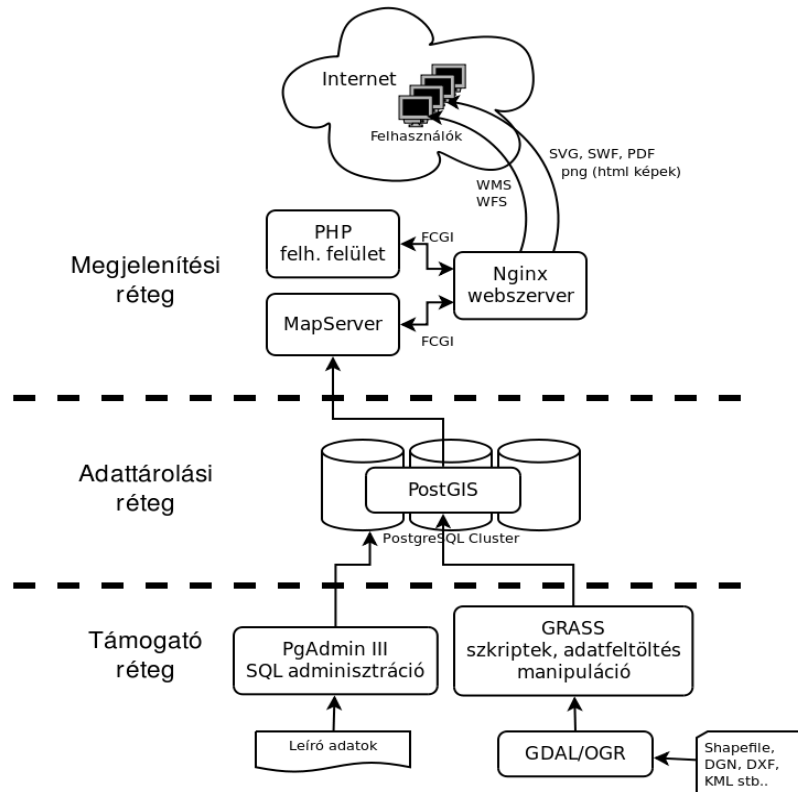 Internet
Felhasználók
SVG, SWF, PDF
png (html képek)
WMS
WFS
Megjelenítési
réteg
PHP
felh. felület
FCGI
Nginx
webszerver
MapServer
FCGI
Adattárolási
réteg
PostGIS
PostgreSQL Cluster
Támogató
réteg
PgAdmin III
SQL adminisztráció
GRASS
szkriptek, adatfeltöltés
manipuláció
Leíró adatok
GDAL/OGR
Shapefile,
DGN, DXF,
KML stb..